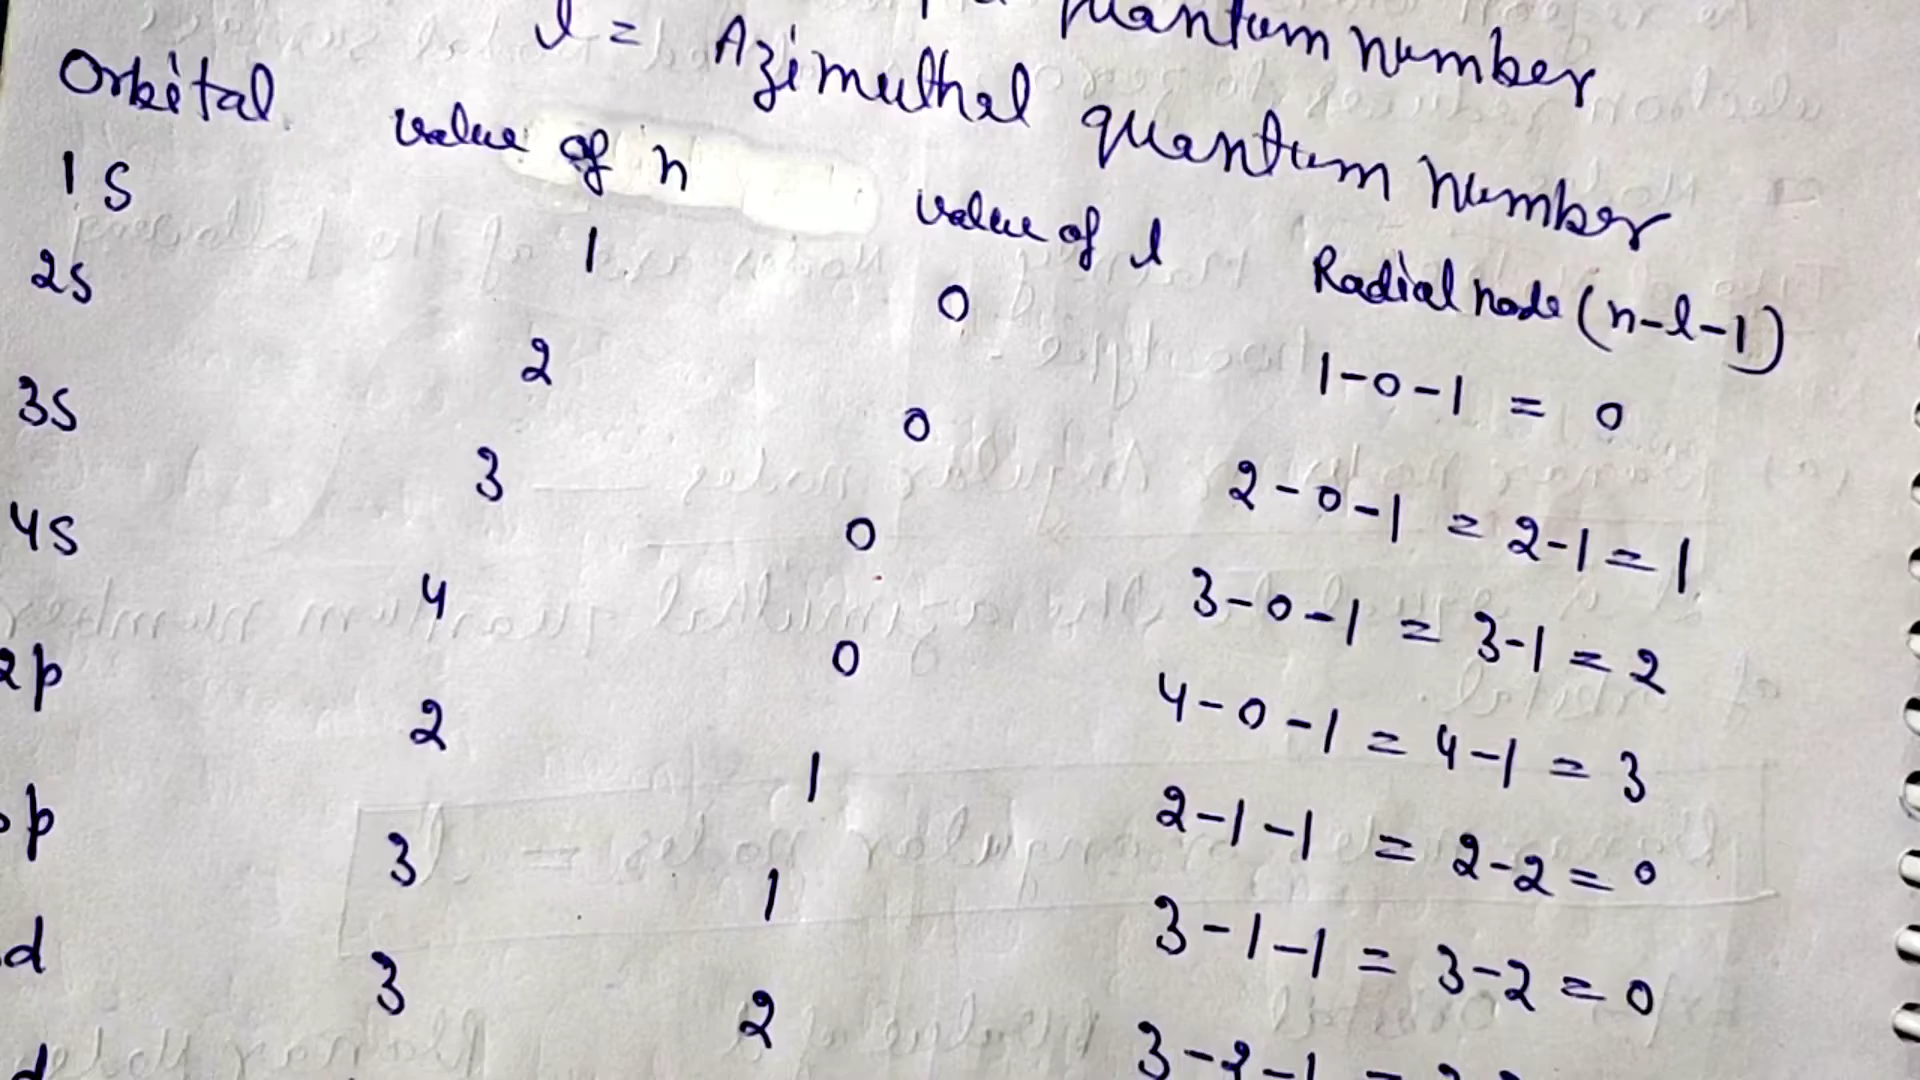 quantum number
l = Azimuthal quantum number
Orbital value of n value of l Radial node (n-l-1)
1s 1 0 1-0-1 = 0
2s 2 0 2-0-1 = 2-1 = 1
3s 3 0 3-0-1 = 3-1 = 2
4s 4 0 4-0-1 = 4-1 = 3
2p 2 1 2-1-1 = 2-2 = 0
p 3 1 3-1-1 = 3-2 = 0
d 3 2 3-2-1 =
d